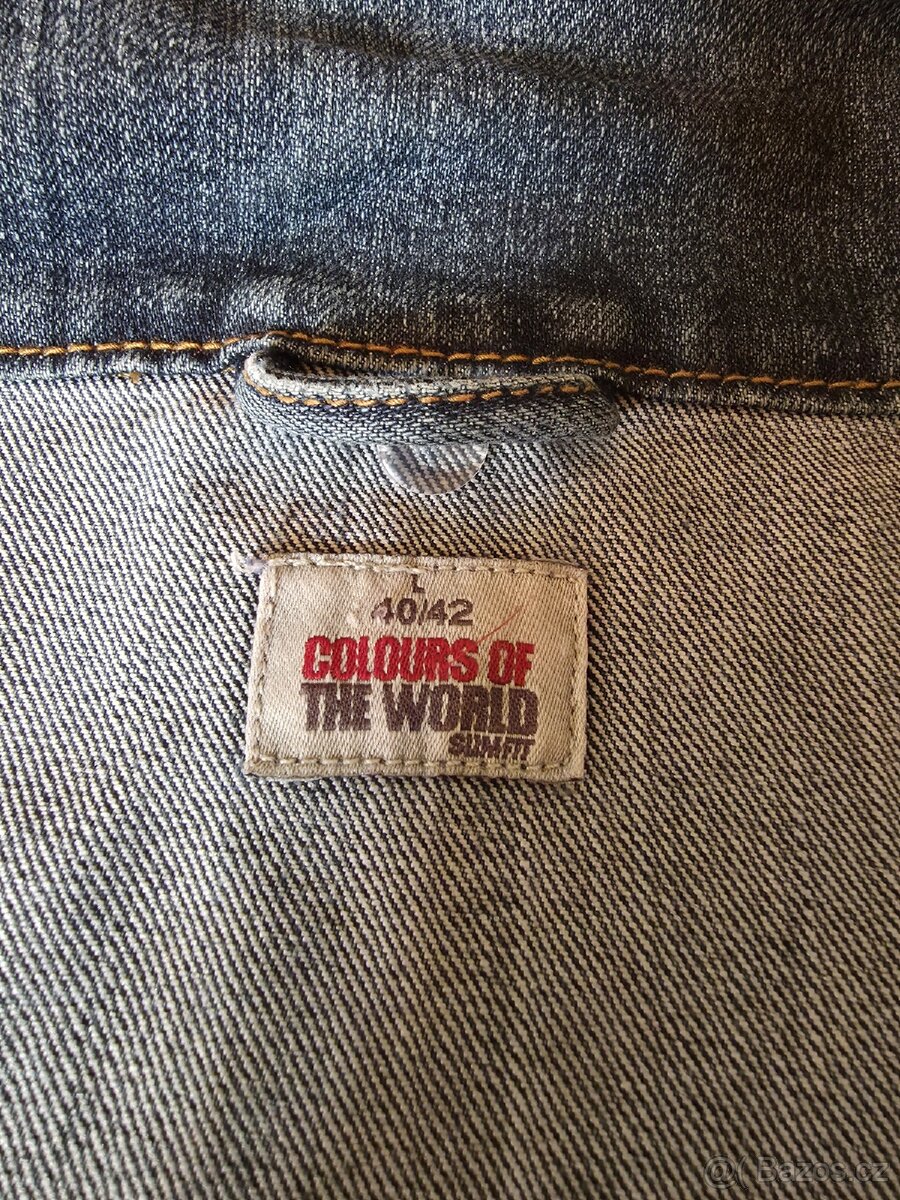 L
40/42
COLOURS OF
THE WORLD
SLIM FIT
@( Bazos.cz